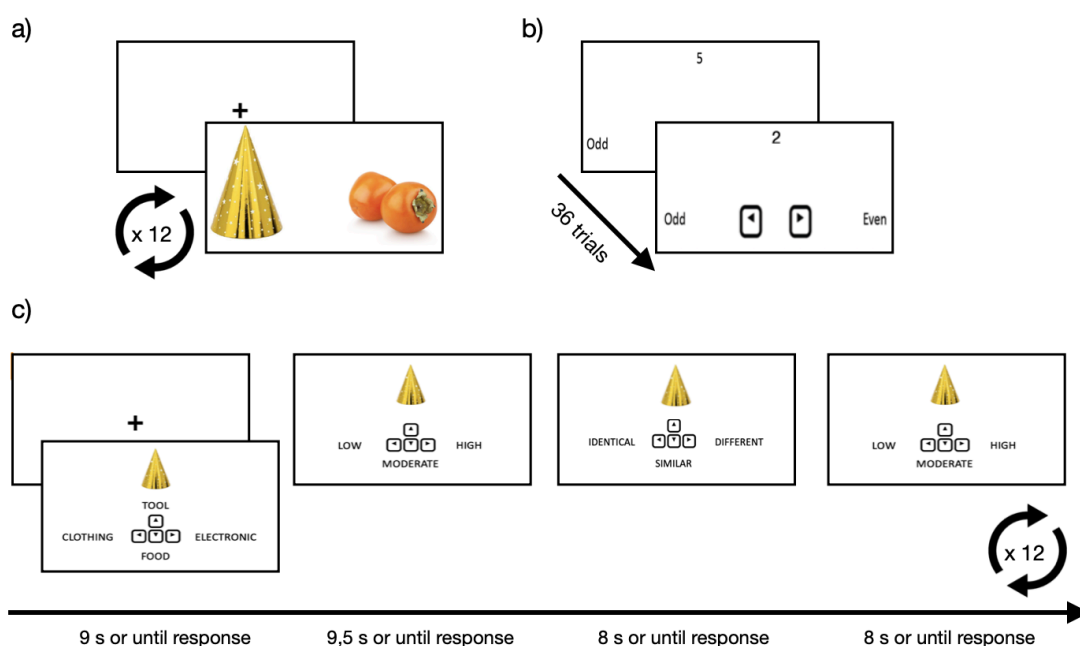 a)
b)
+
x 12
5
Odd
2
Odd
Even
36 trials
c)
+
TOOL
CLOTHING
ELECTRONIC
FOOD
LOW
HIGH
MODERATE
IDENTICAL
DIFFERENT
SIMILAR
LOW
HIGH
MODERATE
x 12
9 s or until response
9,5 s or until response
8 s or until response
8 s or until response